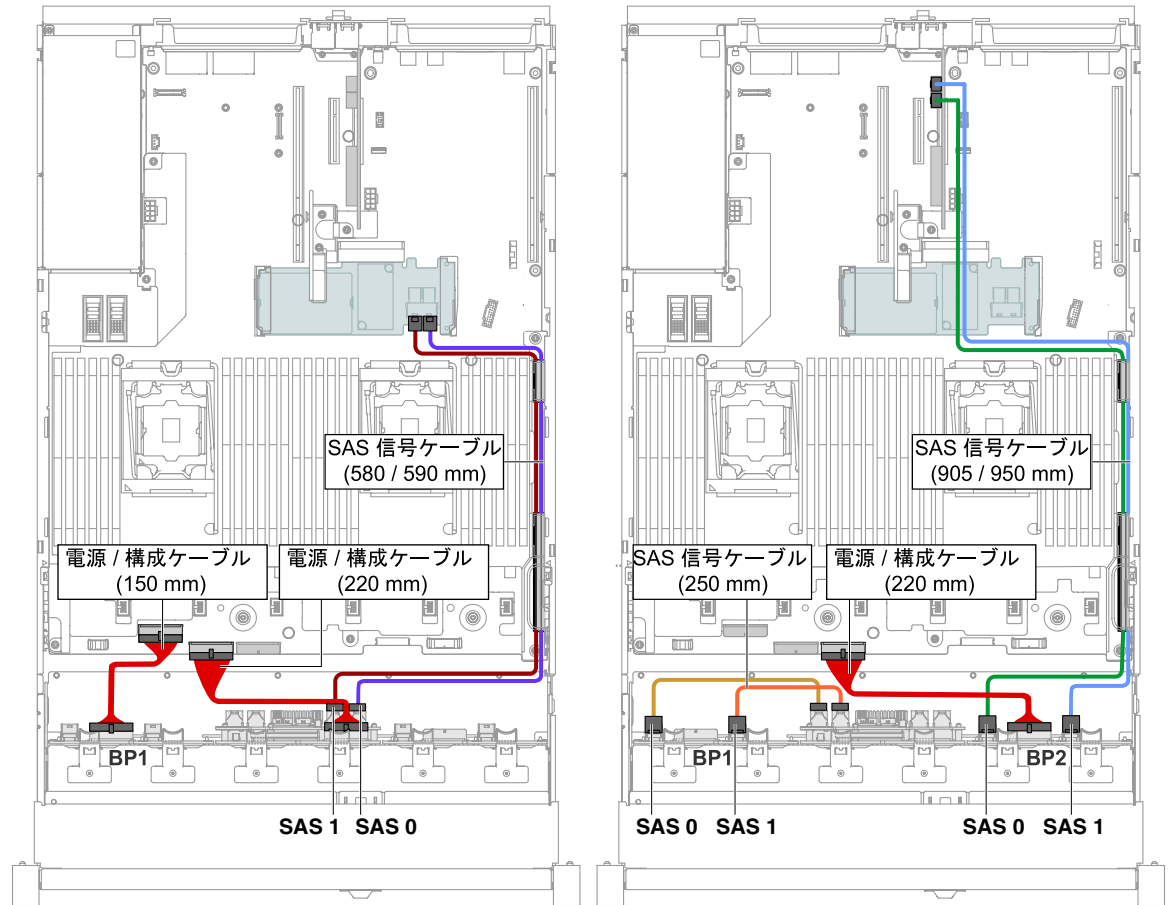 SAS 信号ケーブル
(580 / 590 mm)
電源 / 構成ケーブル
(150 mm)
電源 / 構成ケーブル
(220 mm)
BP1
SAS 1
SAS 0
SAS 信号ケーブル
(905 / 950 mm)
SAS 信号ケーブル
(250 mm)
電源 / 構成ケーブル
(220 mm)
BP1
BP2
SAS 0
SAS 1
SAS 0
SAS 1